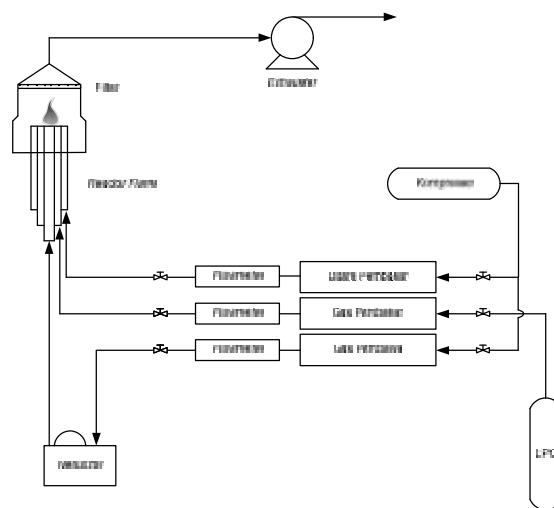 Exhauster
Filter
Reactor Flame
Kompresor
Flowmeter
Udara Pembakar
Flowmeter
Gas Pembakar
Flowmeter
Gas Pembawa
Nebulizer
LPG